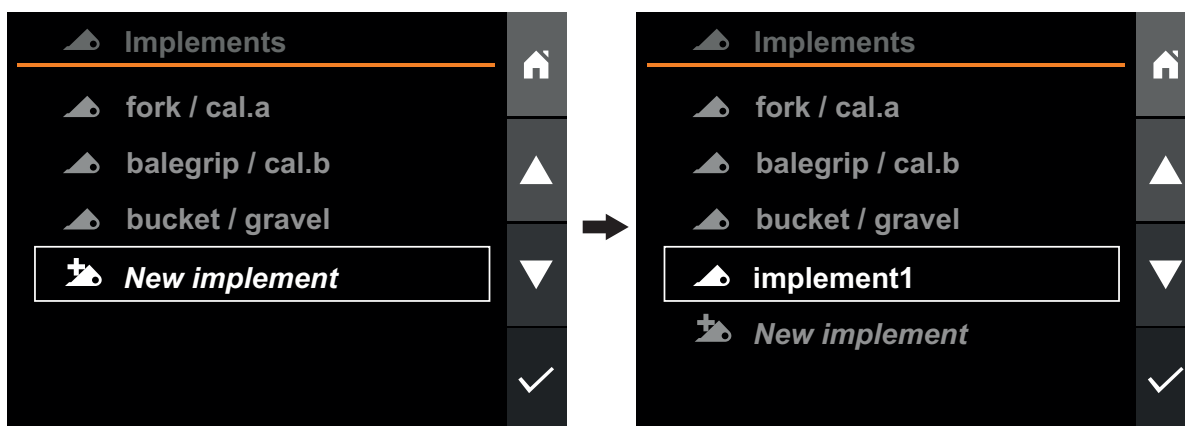 Implements
fork / cal.a
balegrip / cal.b
bucket / gravel
New implement
Implements
fork / cal.a
balegrip / cal.b
bucket / gravel
implement1
New implement